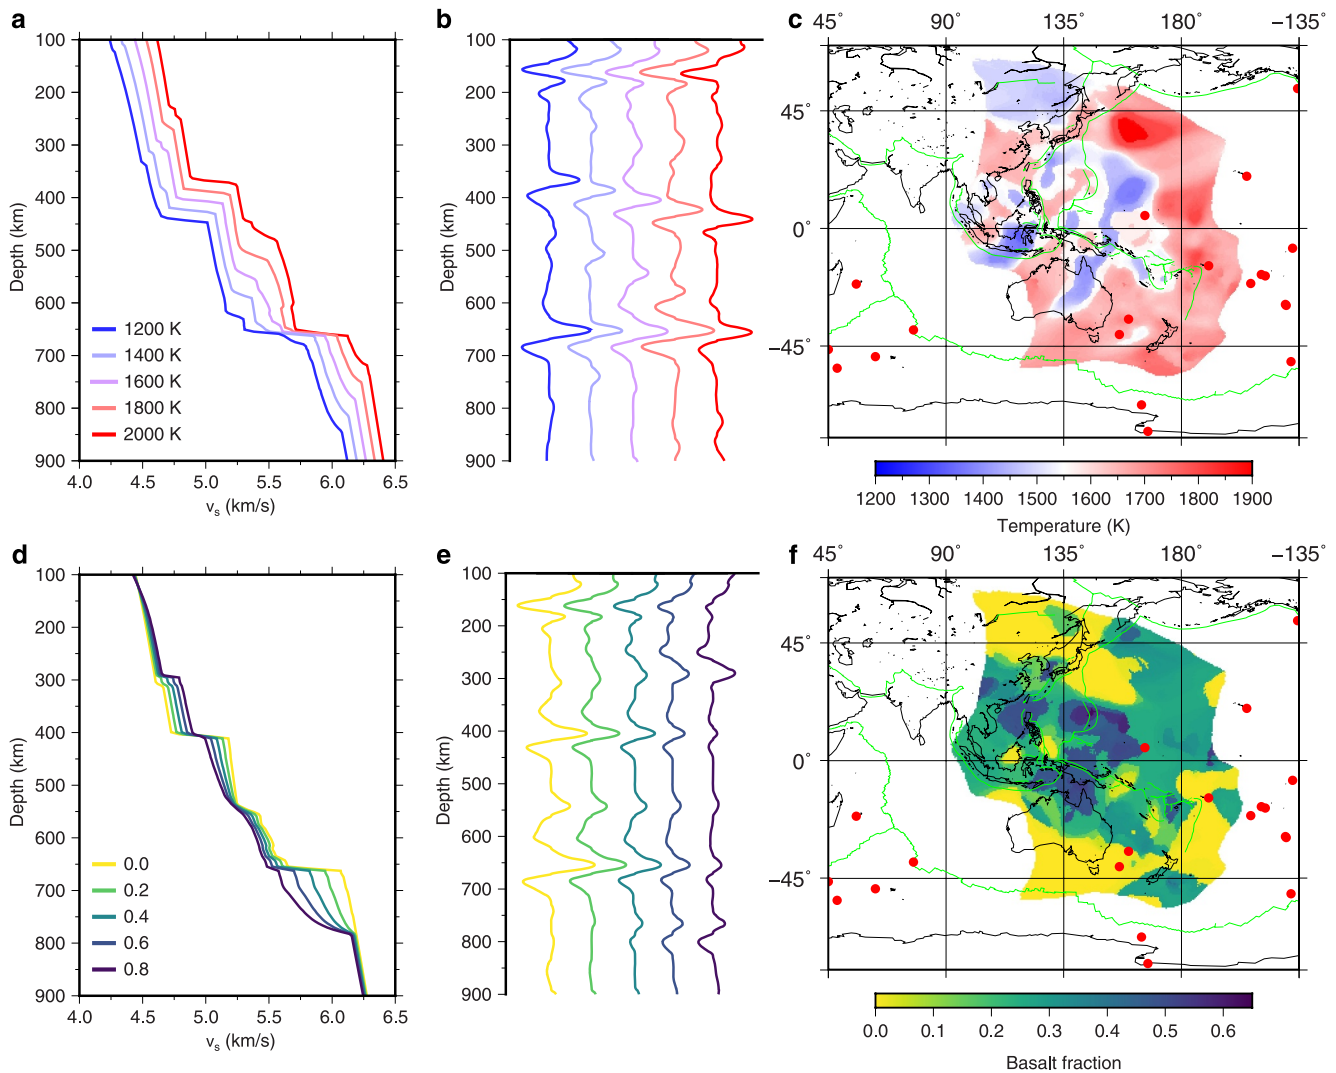 a
100
200
300
400
500
600
700
800
900
Depth (km)
1200 K
1400 K
1600 K
1800 K
2000 K
4.0 4.5 5.0 5.5 6.0 6.5
vs (km/s)
b
100
200
300
400
500
600
700
800
900
Depth (km)
c
45° 90° 135° 180° −135°
45°
0°
−45°
1200 1300 1400 1500 1600 1700 1800 1900
Temperature (K)
d
100
200
300
400
500
600
700
800
900
Depth (km)
0.0
0.2
0.4
0.6
0.8
4.0 4.5 5.0 5.5 6.0 6.5
vs (km/s)
e
100
200
300
400
500
600
700
800
900
Depth (km)
f
45° 90° 135° 180° −135°
45°
0°
−45°
0.0 0.1 0.2 0.3 0.4 0.5 0.6
Basalt fraction